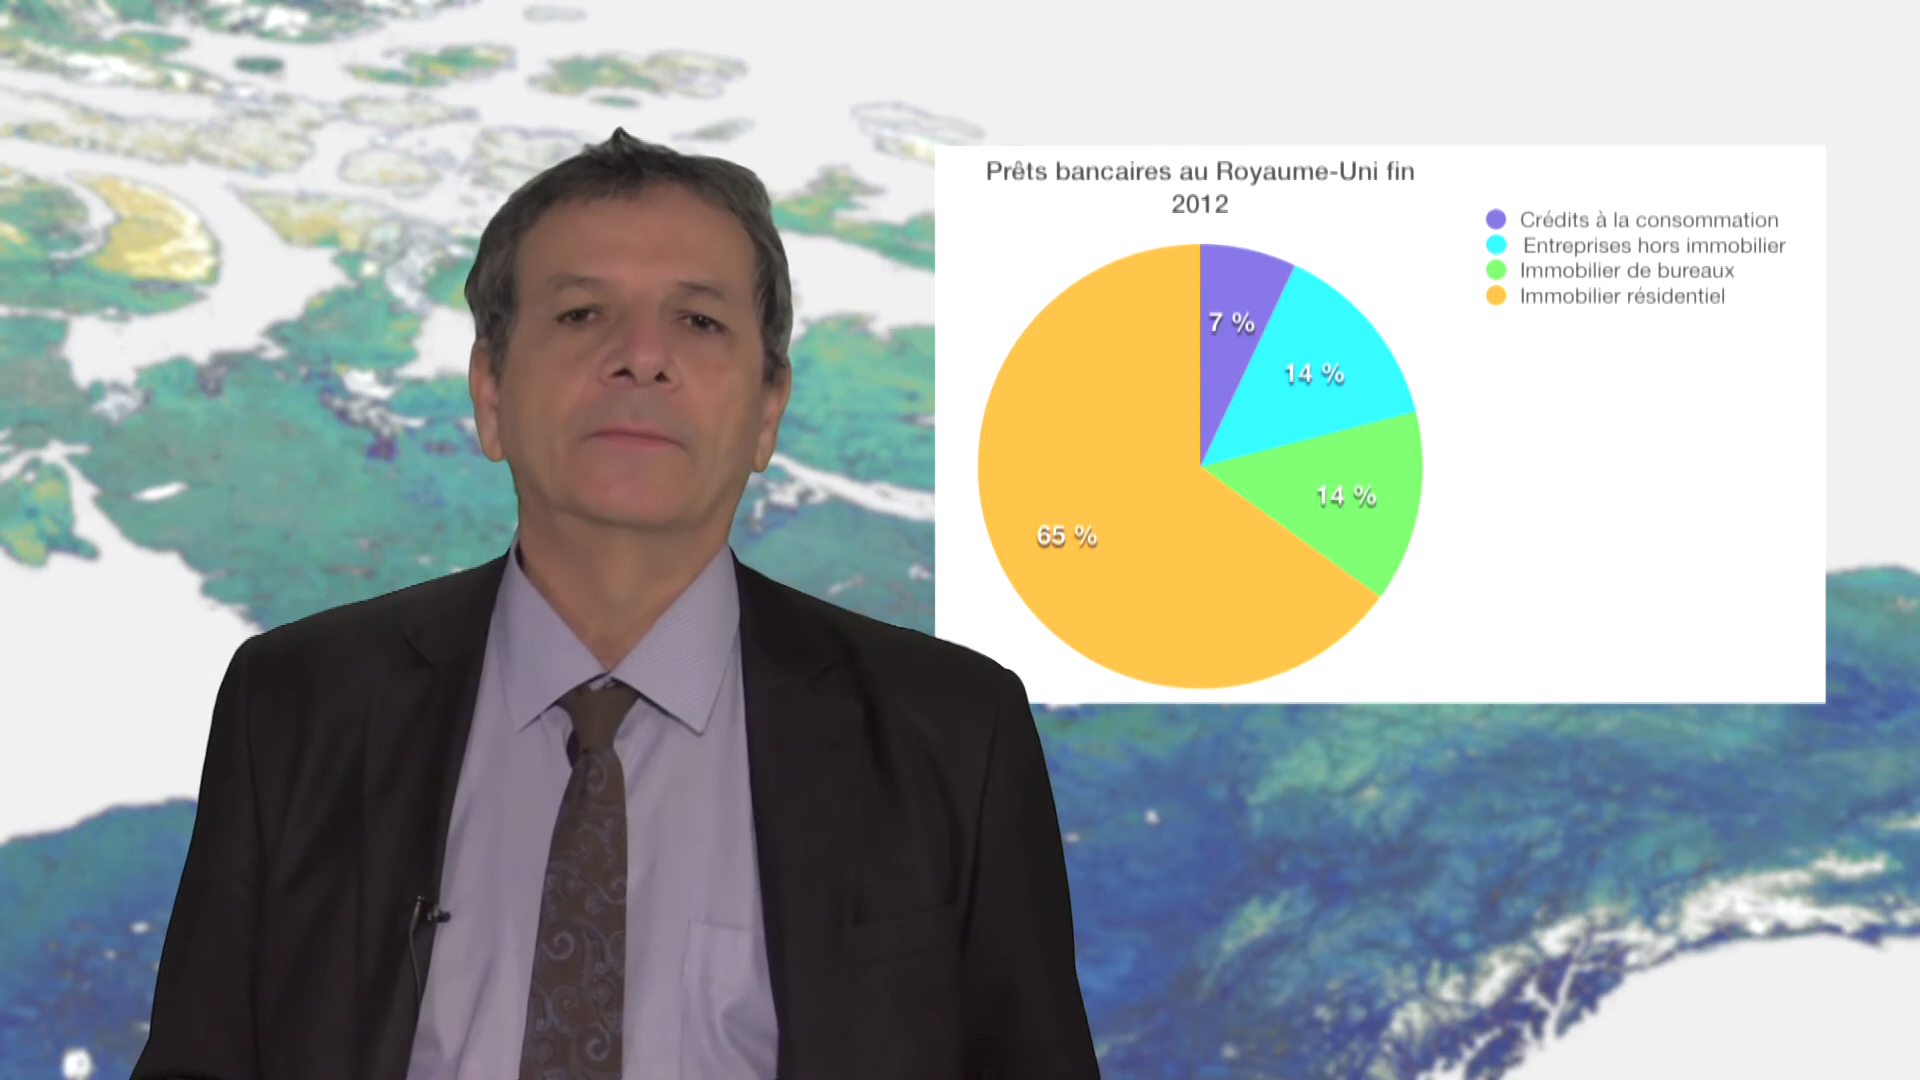 Prêts bancaires au Royaume-Uni fin
2012
Crédits à la consommation
Entreprises hors immobilier
Immobilier de bureaux
Immobilier résidentiel
7 %
14 %
14 %
65 %